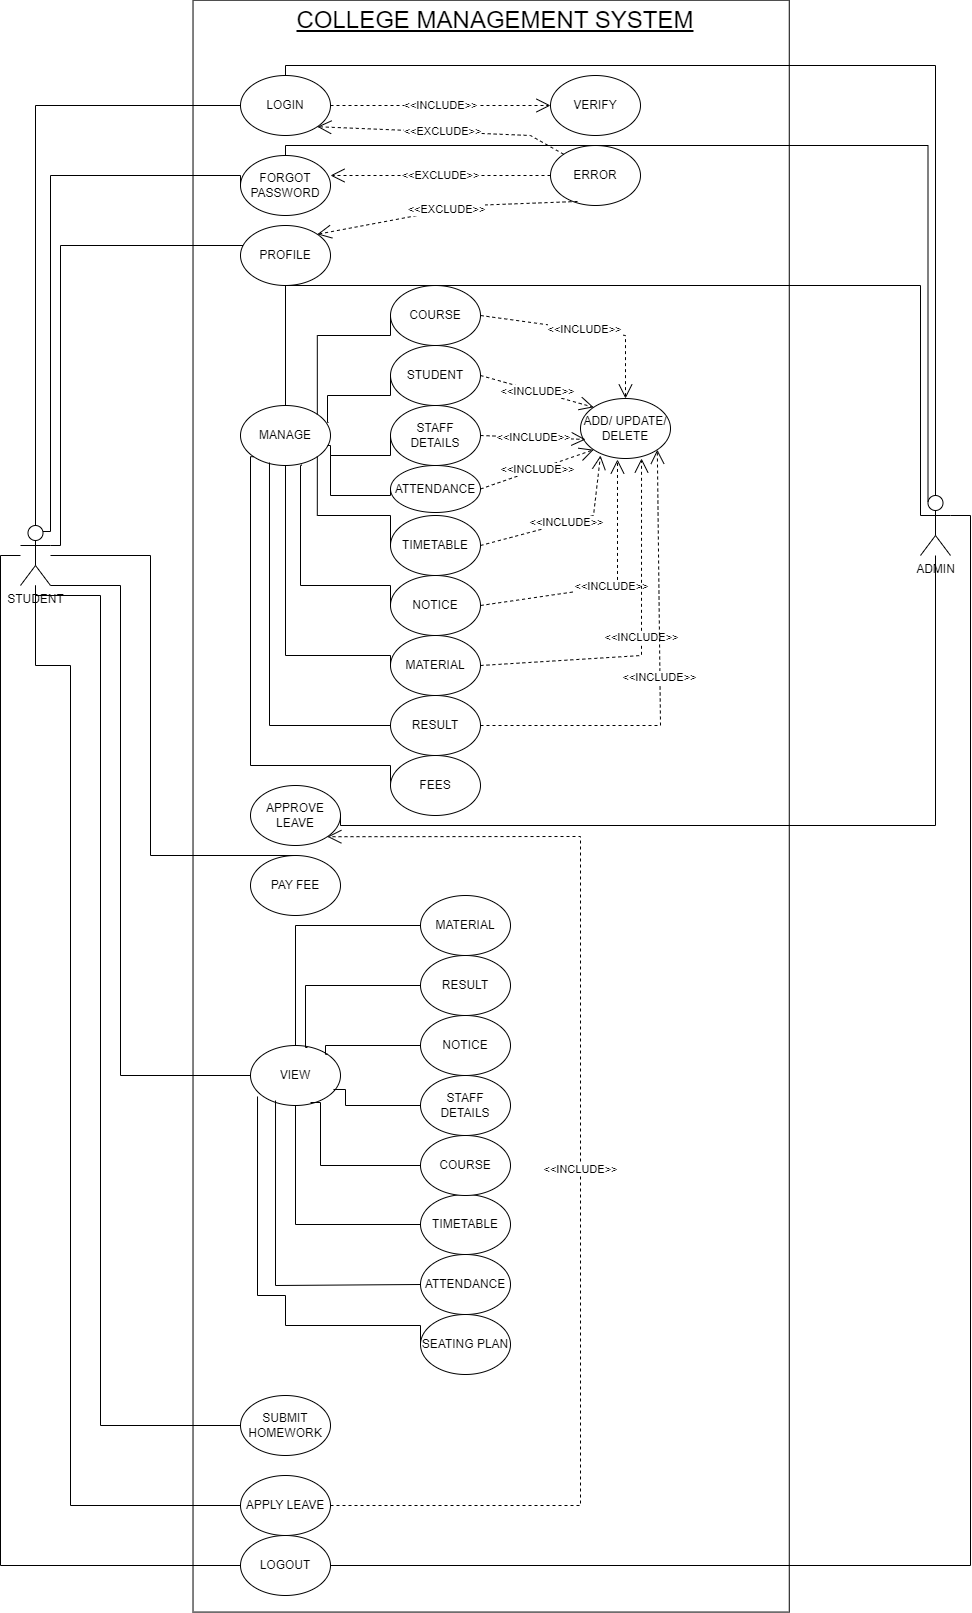 COLLEGE MANAGEMENT SYSTEM
LOGIN
<<INCLUDE>>
VERIFY
<<EXCLUDE>>
FORGOT
PASSWORD
<<EXCLUDE>>
ERROR
<<EXCLUDE>>
PROFILE
COURSE
<<INCLUDE>>
STUDENT
<<INCLUDE>>
MANAGE
STAFF
DETAILS
<<INCLUDE>>
ADD/ UPDATE/
DELETE
ATTENDANCE
<<INCLUDE>>
TIMETABLE
<<INCLUDE>>
STUDENT
ADMIN
NOTICE
<<INCLUDE>>
MATERIAL
<<INCLUDE>>
<<INCLUDE>>
RESULT
FEES
APPROVE
LEAVE
PAY FEE
MATERIAL
RESULT
NOTICE
VIEW
STAFF
DETAILS
COURSE
<<INCLUDE>>
TIMETABLE
ATTENDANCE
SEATING PLAN
SUBMIT
HOMEWORK
APPLY LEAVE
LOGOUT